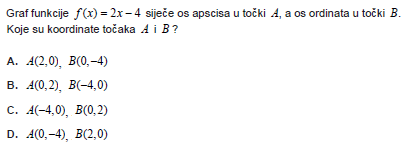 Graf funkcije f(x) = 2x – 4 siječe os apscisa u točki A, a os ordinata u točki B.
Koje su koordinate točaka A i B?
A. A(2,0), B(0,–4)
B. A(0,2), B(–4,0)
C. A(–4,0), B(0,2)
D. A(0,–4), B(2,0)